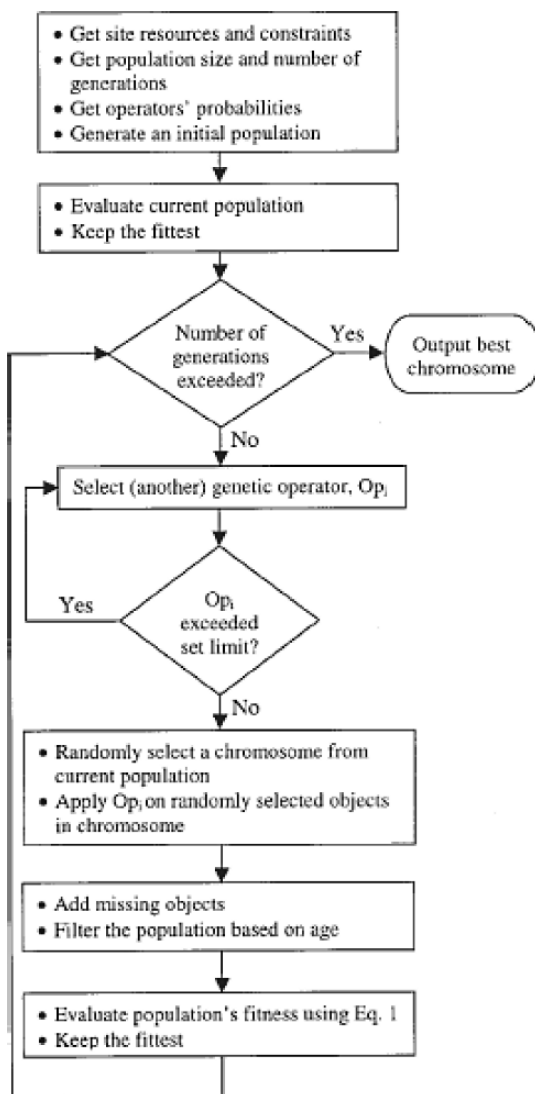 • Get site resources and constraints
• Get population size and number of
generations
• Get operators' probabilities
• Generate an initial population
• Evaluate current population
• Keep the fittest
Number of
generations
exceeded?
Yes
Output best
chromosome
No
Select (another) genetic operator, Opi
Yes
Opi
exceeded
set limit?
No
• Randomly select a chromosome from
current population
• Apply Opi on randomly selected objects
in chromosome
• Add missing objects
• Filter the population based on age
• Evaluate population's fitness using Eq. 1
• Keep the fittest